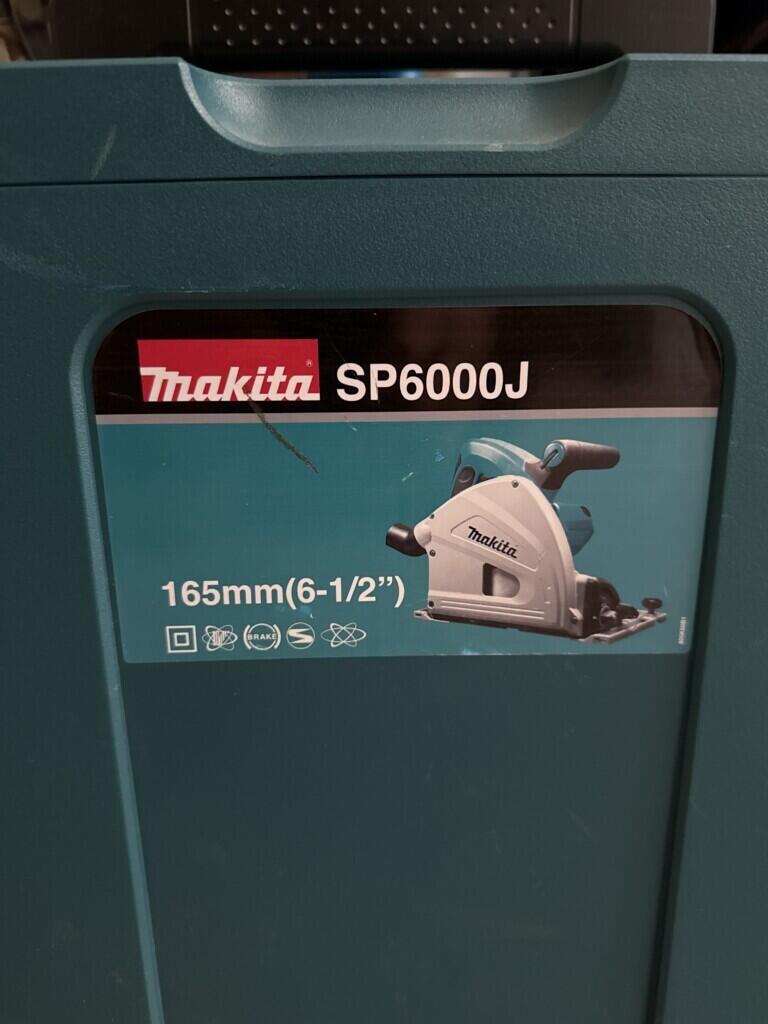 makita® SP6000J
makita
165mm(6-1/2")
BRAKE